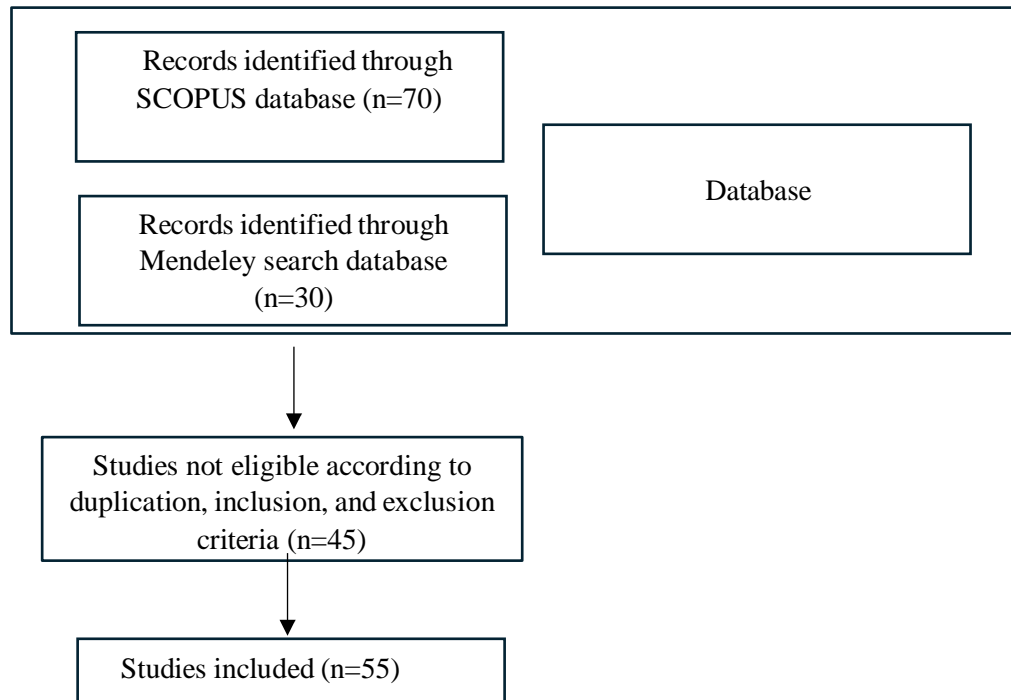 Records identified through
SCOPUS database (n=70)
Database
Records identified through
Mendeley search database
(n=30)
Studies not eligible according to
duplication, inclusion, and exclusion
criteria (n=45)
Studies included (n=55)